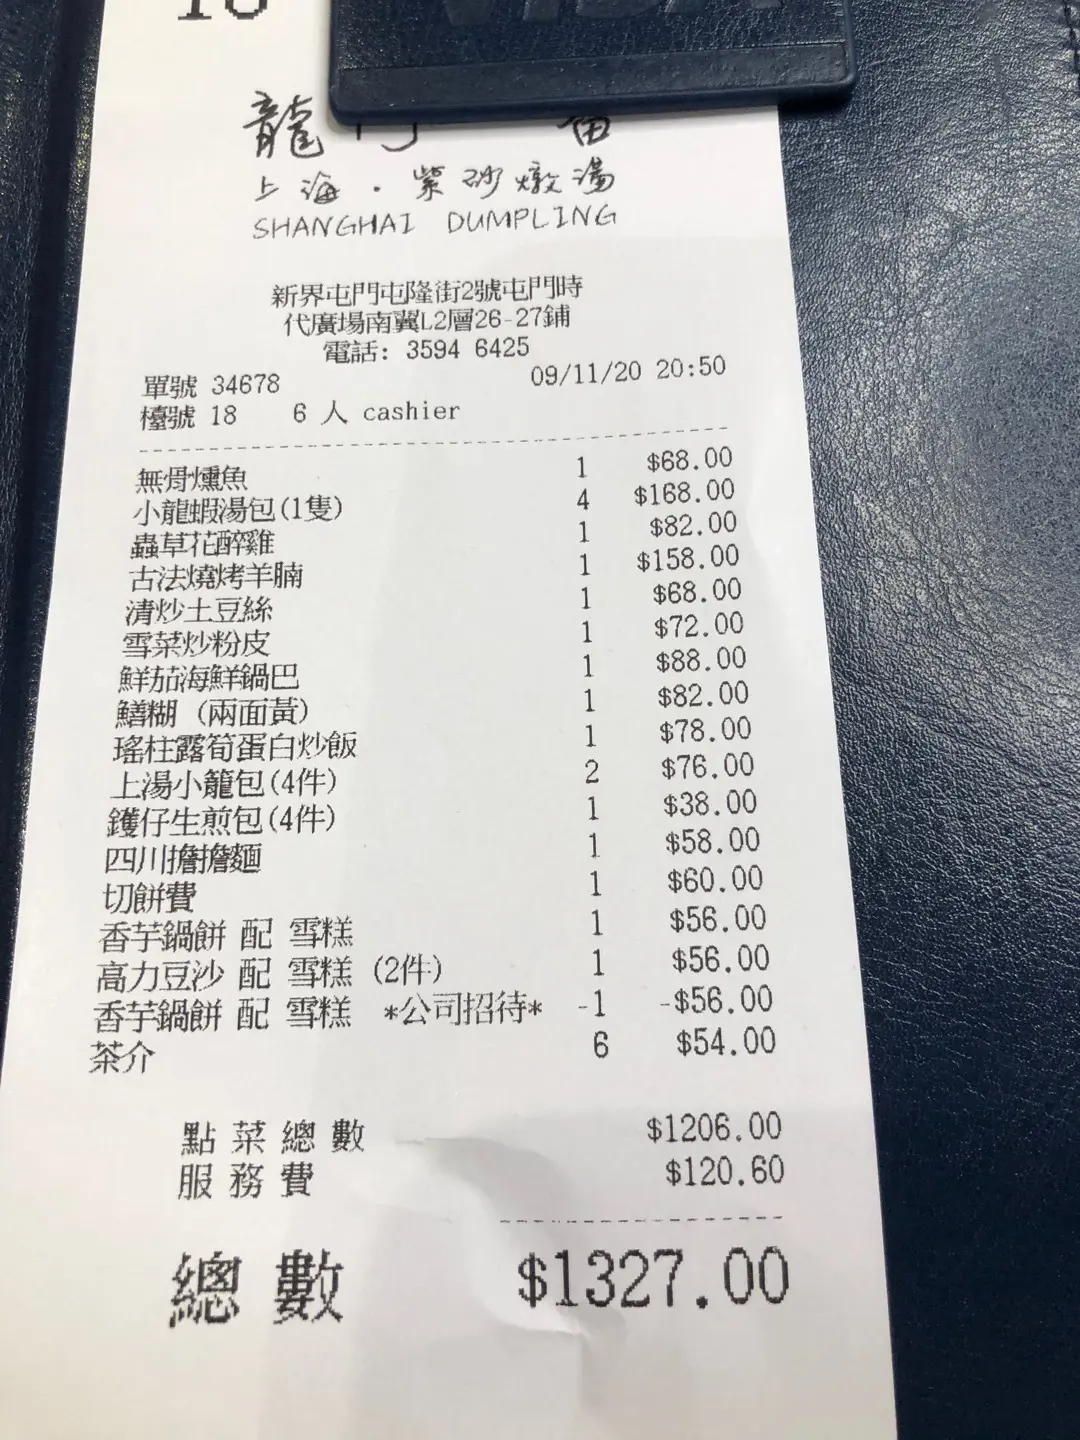 龍門
上海．紫砂燉湯
SHANGHAI DUMPLING
新界屯門屯隆街2號屯門時
代廣場南翼L2層26-27鋪
電話: 3594 6425
單號 34678 09/11/20 20:50
檯號 18 6 人 cashier
無骨燻魚 1 $68.00
小龍蝦湯包(1隻) 4 $168.00
蟲草花醉雞 1 $82.00
古法燒烤羊腩 1 $158.00
清炒土豆絲 1 $68.00
雪菜炒粉皮 1 $72.00
鮮茄海鮮鍋巴 1 $88.00
鱔糊 (兩面黃) 1 $82.00
瑤柱露筍蛋白炒飯 1 $78.00
上湯小籠包(4件) 2 $76.00
鑊仔生煎包(4件) 1 $38.00
四川擔擔麵 1 $58.00
切餅費 1 $60.00
香芋鍋餅 配 雪糕 1 $56.00
高力豆沙 配 雪糕 (2件) 1 $56.00
香芋鍋餅 配 雪糕 *公司招待* -1 -$56.00
茶介 6 $54.00
點菜總數 $1206.00
服務費 $120.60
總數 $1327.00